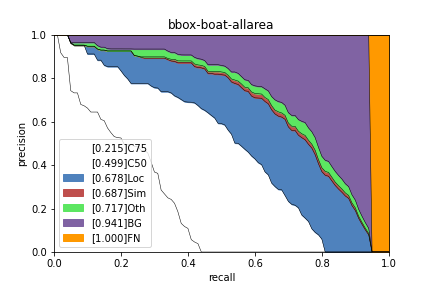 bbox-boat-allarea
1.0
0.8
0.6
0.4
0.2
0.0
precision
[0.215]C75
[0.499]C50
[0.678]Loc
[0.687]Sim
[0.717]Oth
[0.941]BG
[1.000]FN
0.0 0.2 0.4 0.6 0.8 1.0
recall